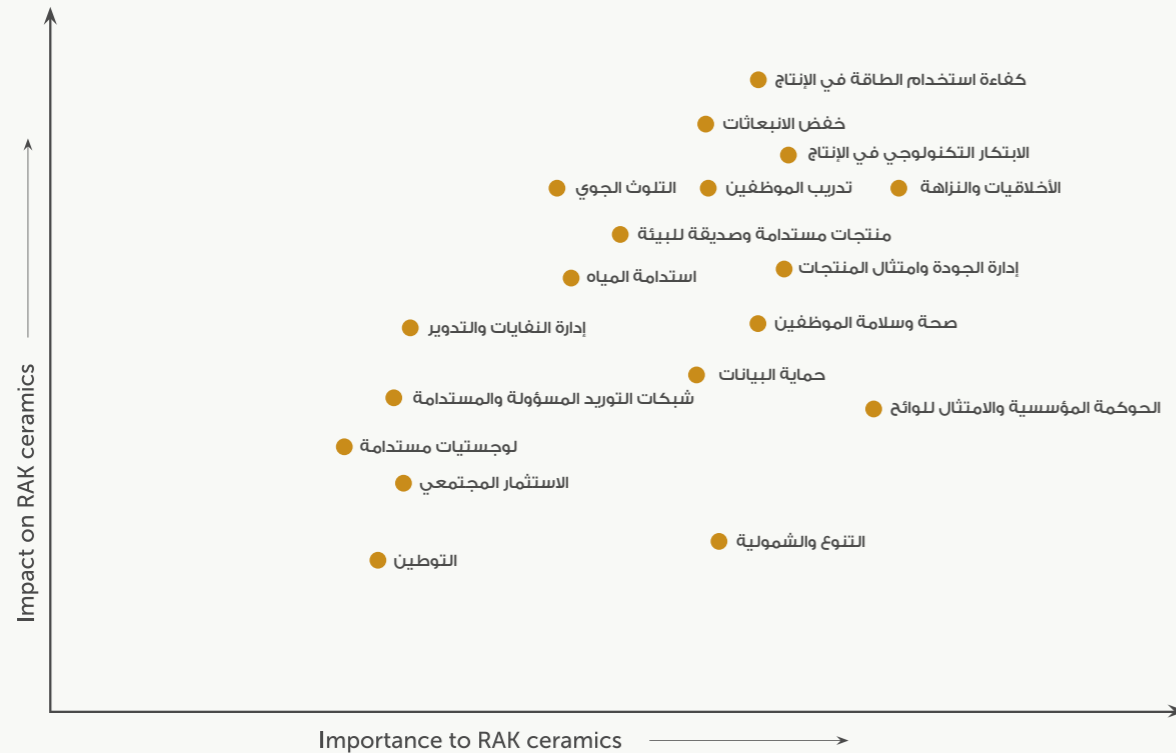 كفاءة استخدام الطاقة في الإنتاج
خفض الانبعاثات
الابتكار التكنولوجي في الإنتاج
الأخلاقيات والنزاهة
تدريب الموظفين
التلوث الجوي
منتجات مستدامة وصديقة للبيئة
إدارة الجودة وامتثال المنتجات
استدامة المياه
صحة وسلامة الموظفين
إدارة النفايات والتدوير
حماية البيانات
شبكات التوريد المسؤولة والمستدامة
الحوكمة المؤسسية والامتثال للوائح
لوجستيات مستدامة
الاستثمار المجتمعي
التنوع والشمولية
التوطين
Impact on RAK ceramics
Importance to RAK ceramics